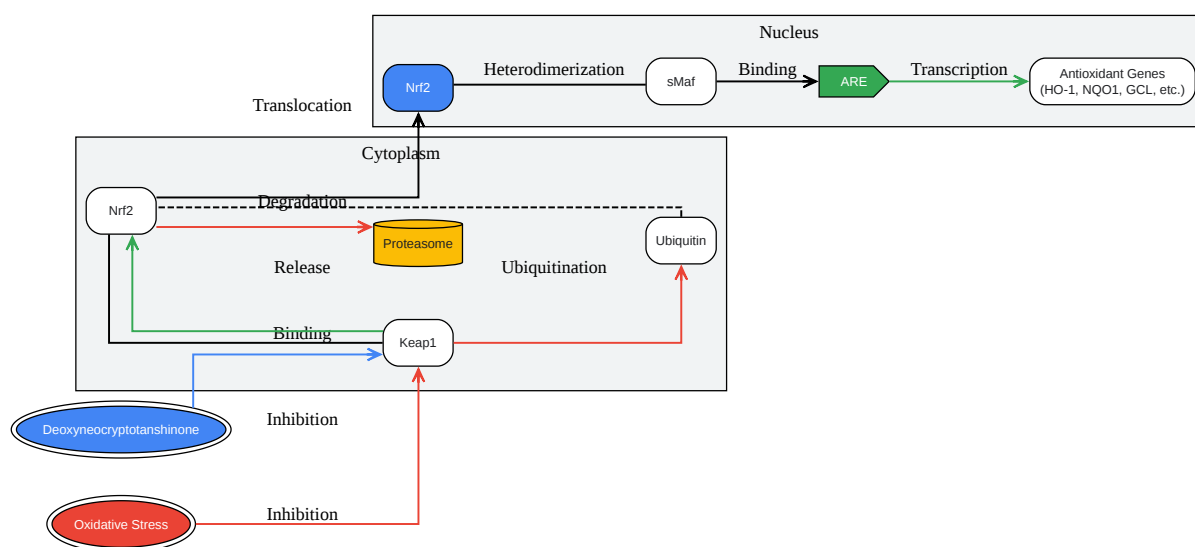 Nucleus
Nrf2
Heterodimerization
sMaf
Binding
ARE
Transcription
Antioxidant Genes
(HO-1, NQO1, GCL, etc.)
Translocation
Cytoplasm
Nrf2
Degradation
Proteasome
Ubiquitin
Release
Ubiquitination
Binding
Keap1
Deoxyneocryptotanshinone
Inhibition
Oxidative Stress
Inhibition